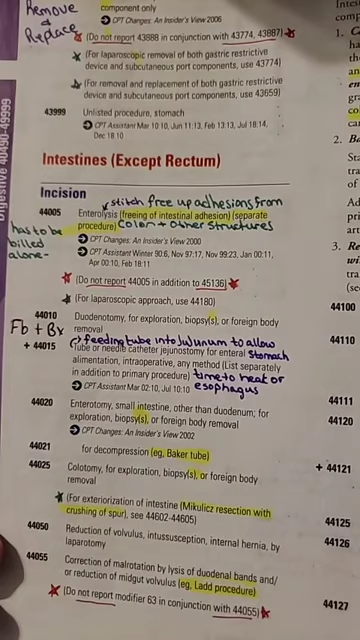 Remove
&
Replace
component only
CPT Changes: An Insider's View 2006
(Do not report 43888 in conjunction with 43774, 43887)
(For laparoscopic removal of both gastric restrictive
device and subcutaneous port components, use 43774)
(For removal and replacement of both gastric restrictive
device and subcutaneous port components, use 43659)
43999 Unlisted procedure, stomach
CPT Assistant Mar 10:10, Jun 11:13, Feb 13:13, Jul 18:14,
Dec 18:10
Digestive 40490-49999
Intestines (Except Rectum)
Incision
stitch free up adhesions from
44005 Enterolysis (freeing of intestinal adhesion) (separate
procedure) Colon + other structures
has to be
billed
alone-
CPT Changes: An Insider's View 2000
CPT Assistant Winter 90:6, Nov 97:17, Nov 99:23, Jan 00:11,
Apr 00:10, Feb 18:11
(Do not report 44005 in addition to 45136)
(For laparoscopic approach, use 44180)
44010 Duodenotomy, for exploration, biopsy(s), or foreign body
removal
Fb + Bx
feeding tube into jejunum to allow
+ 44015 Tube or needle catheter jejunostomy for enteral stomach
alimentation, intraoperative, any method (List separately
in addition to primary procedure) time to heal or
esophagus
CPT Assistant Mar 02:10, Jul 10:10
44020 Enterotomy, small intestine, other than duodenum; for
exploration, biopsy(s), or foreign body removal
CPT Changes: An Insider's View 2002
44021 for decompression (eg, Baker tube)
44025 Colotomy, for exploration, biopsy(s), or foreign body
removal
(For exteriorization of intestine (Mikulicz resection with
crushing of spur), see 44602-44605)
44050 Reduction of volvulus, intussusception, internal hernia, by
laparotomy
44055 Correction of malrotation by lysis of duodenal bands and/
or reduction of midgut volvulus (eg, Ladd procedure)
(Do not report modifier 63 in conjunction with 44055)
1.
2.
3.
44100
44110
44111
44120
+ 44121
44125
44126
44127